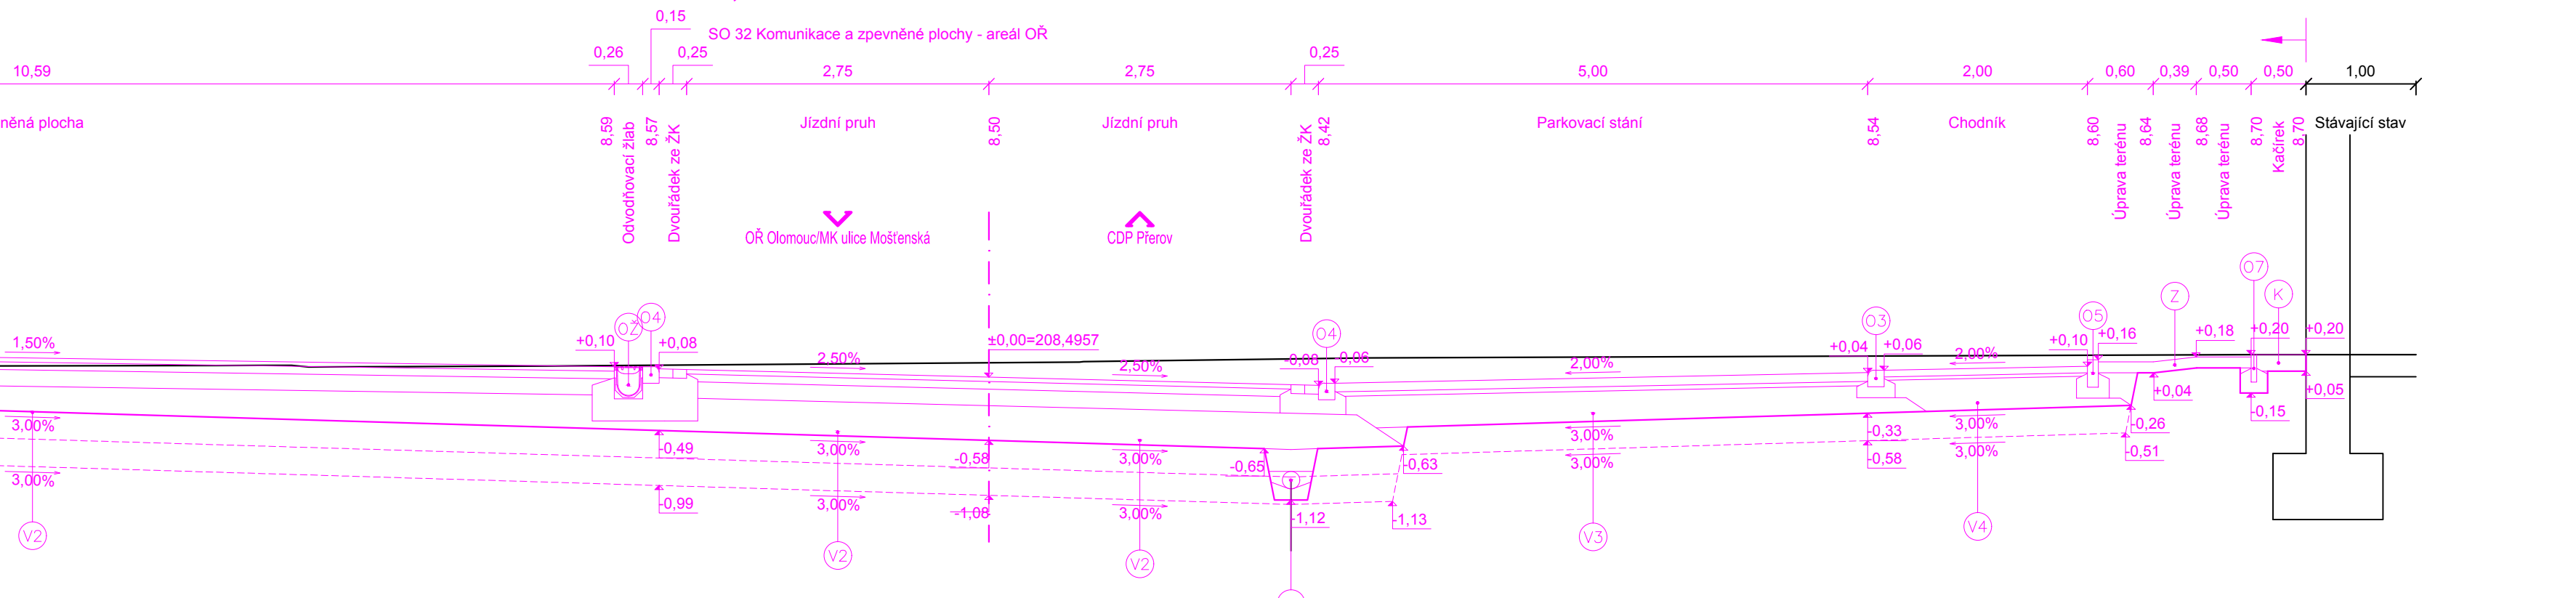 0,15
SO 32 Komunikace a zpevněné plochy - areál OŘ
0,26
0,25
0,25
10,59
2,75
2,75
5,00
2,00
0,60
0,39
0,50
0,50
1,00
něná plocha
8,59
Odvodňovací žlab
8,57
Dvouřádek ze ŽK
Jízdní pruh
8,50
Jízdní pruh
Dvouřádek ze ŽK
8,42
Parkovací stání
8,54
Chodník
8,60
Úprava terénu
8,64
Úprava terénu
8,68
Úprava terénu
8,70
Kačírek
8,70
Stávající stav
OŘ Olomouc/MK ulice Mošťenská
CDP Přerov
O7
Z
K
OŽ
O4
O4
O3
O5
1,50%
+0,10
+0,08
±0,00=208,4957
2,50%
2,50%
-0,08
-0,06
2,00%
+0,04
+0,06
2,00%
+0,10
+0,16
+0,18
+0,20
+0,20
+0,04
+0,05
-0,15
3,00%
-0,49
3,00%
-0,58
3,00%
-0,65
-0,63
3,00%
-0,33
3,00%
-0,26
3,00%
-0,99
3,00%
-1,08
3,00%
-1,12
-1,13
3,00%
-0,58
3,00%
-0,51
V2
V2
V2
V3
V4